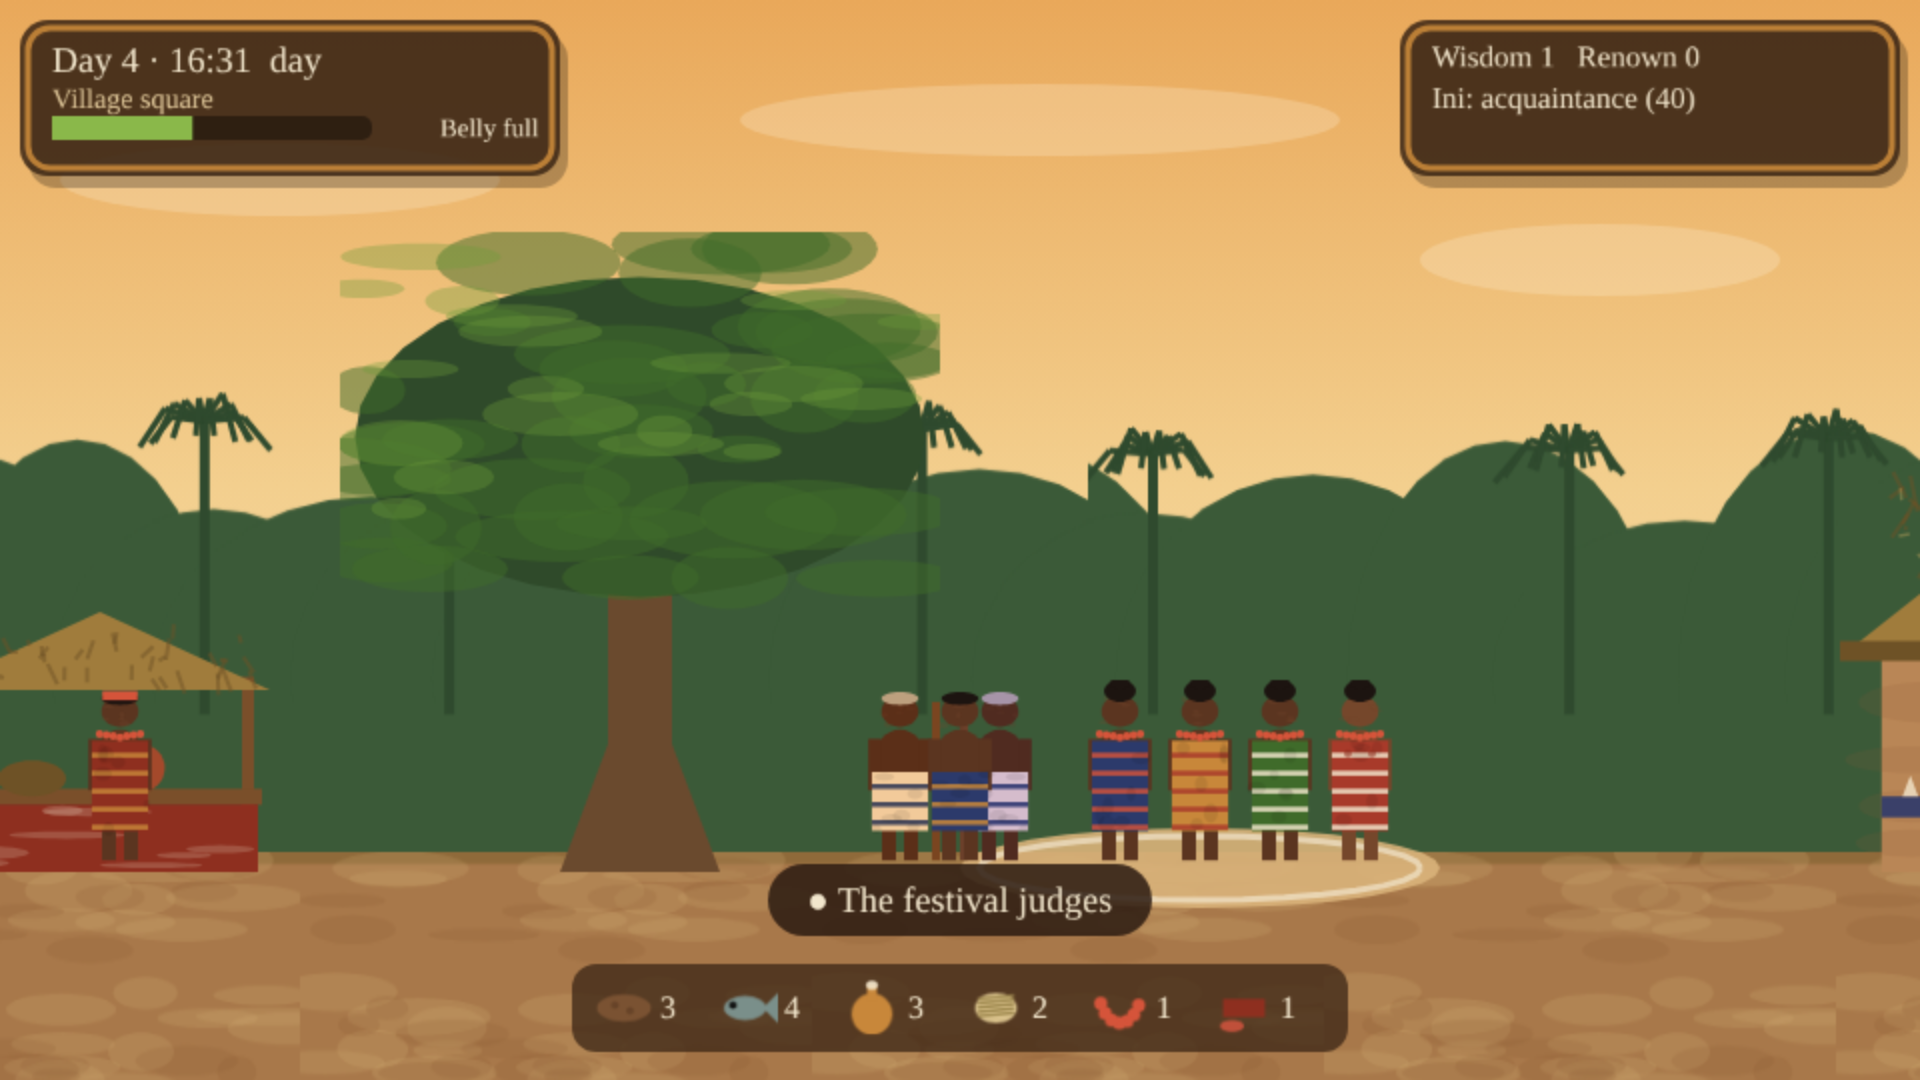 Day 4 · 16:31 day
Village square
Belly full
Wisdom 1 Renown 0
Ini: acquaintance (40)
The festival judges
3 4 3 2 1 1